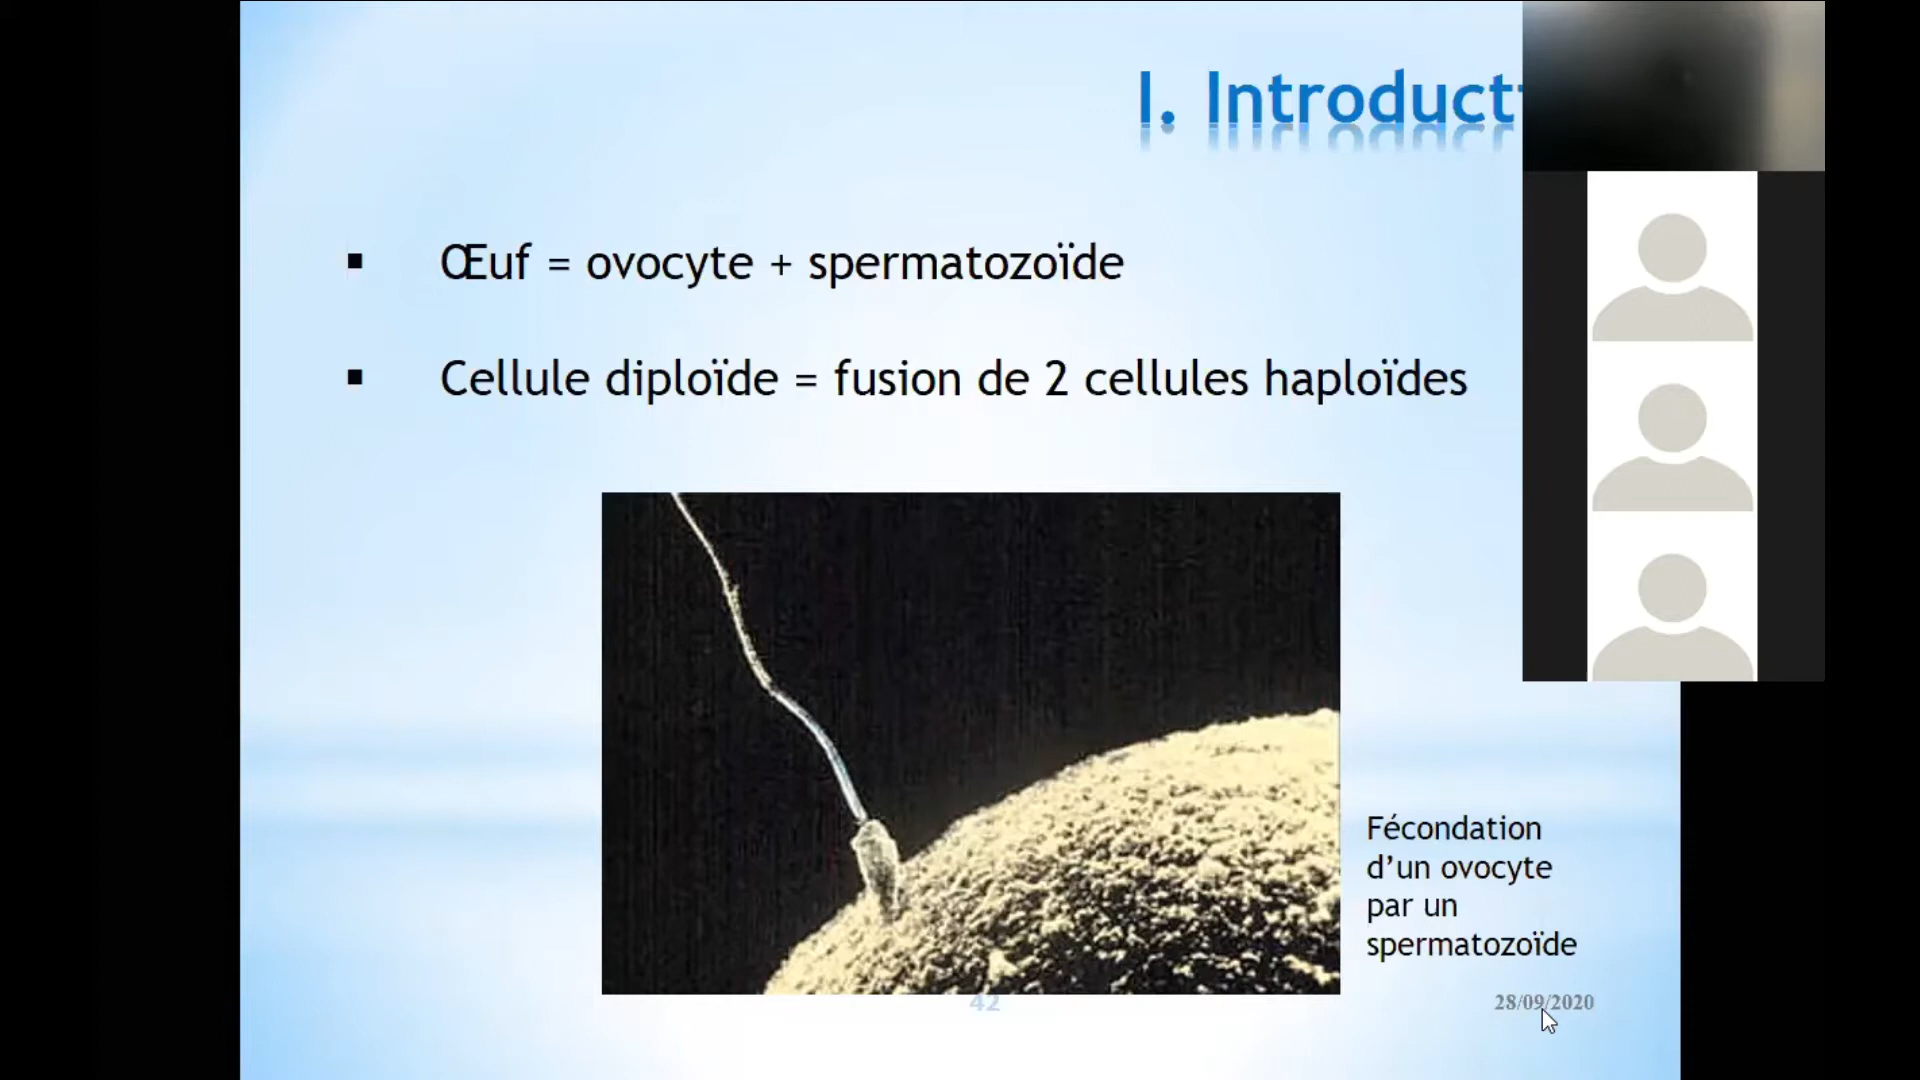 I. Introduct
▪ Œuf = ovocyte + spermatozoïde
▪ Cellule diploïde = fusion de 2 cellules haploïdes
Fécondation
d’un ovocyte
par un
spermatozoïde
42
28/09/2020